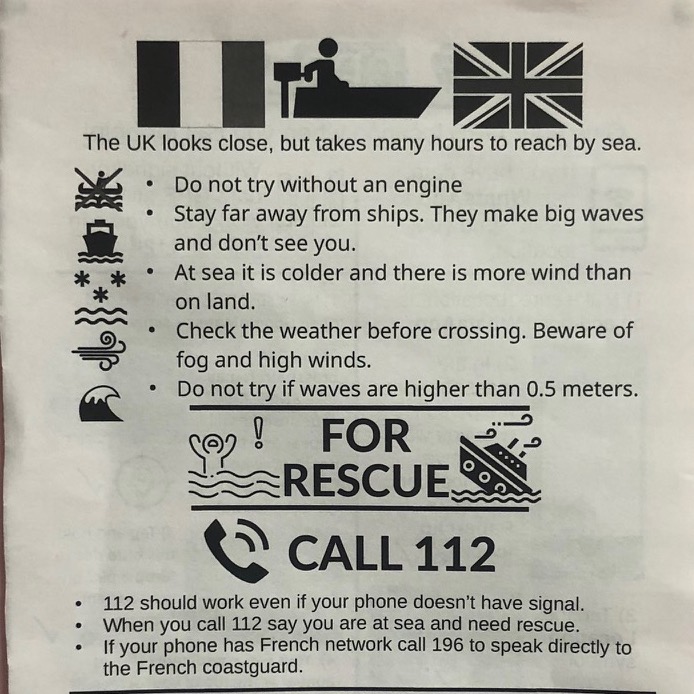 The UK looks close, but takes many hours to reach by sea.
• Do not try without an engine
• Stay far away from ships. They make big waves
and don't see you.
• At sea it is colder and there is more wind than
on land.
• Check the weather before crossing. Beware of
fog and high winds.
• Do not try if waves are higher than 0.5 meters.
FOR
RESCUE
CALL 112
• 112 should work even if your phone doesn't have signal.
• When you call 112 say you are at sea and need rescue.
• If your phone has French network call 196 to speak directly to
the French coastguard.